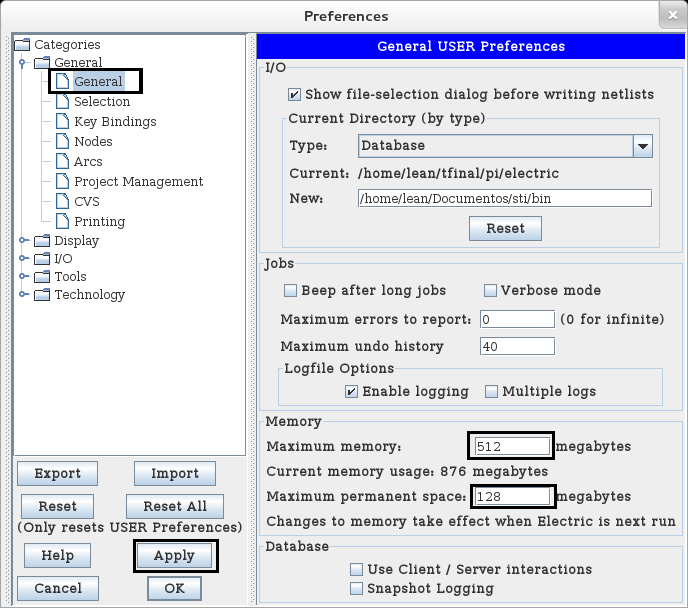 Preferences
Categories
General
General
Selection
Key Bindings
Nodes
Arcs
Project Management
CVS
Printing
Display
I/O
Tools
Technology
Export Import
Reset Reset All
(Only resets USER Preferences)
Help Apply
Cancel OK
General USER Preferences
I/O
Show file-selection dialog before writing netlists
Current Directory (by type)
Type: Database
Current: /home/lean/tfinal/pi/electric
New: /home/lean/Documentos/sti/bin
Reset
Jobs
Beep after long jobs Verbose mode
Maximum errors to report: 0 (0 for infinite)
Maximum undo history 40
Logfile Options
Enable logging Multiple logs
Memory
Maximum memory: 512 megabytes
Current memory usage: 876 megabytes
Maximum permanent space: 128 megabytes
Changes to memory take effect when Electric is next run
Database
Use Client / Server interactions
Snapshot Logging